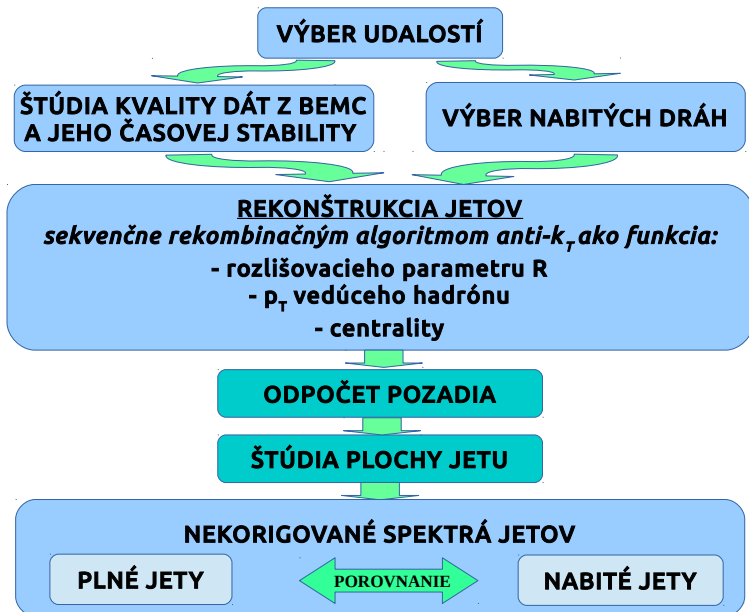 VÝBER UDALOSTÍ
ŠTÚDIA KVALITY DÁT Z BEMC
A JEHO ČASOVEJ STABILITY
VÝBER NABITÝCH DRÁH
REKONŠTRUKCIA JETOV
sekvenčne rekombinačným algoritmom anti-kT ako funkcia:
- rozlišovacieho parametru R
- pT vedúceho hadrónu
- centrality
ODPOČET POZADIA
ŠTÚDIA PLOCHY JETU
NEKORIGOVANÉ SPEKTRÁ JETOV
PLNÉ JETY
POROVNANIE
NABITÉ JETY